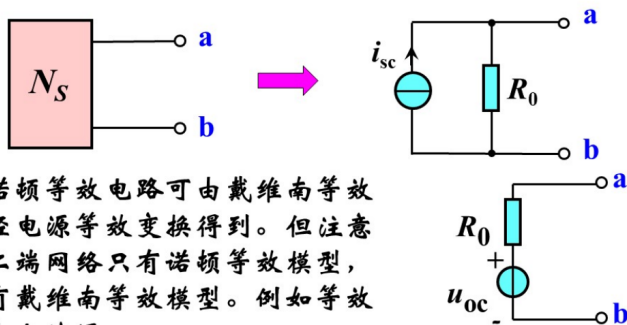 a
N_S
b
a
i_sc
R_0
b
诺顿等效电路可由戴维南等效
经电源等效变换得到。但注意
二端网络只有诺顿等效模型，
有戴维南等效模型。例如等效
a
R_0
+
u_oc
-
b